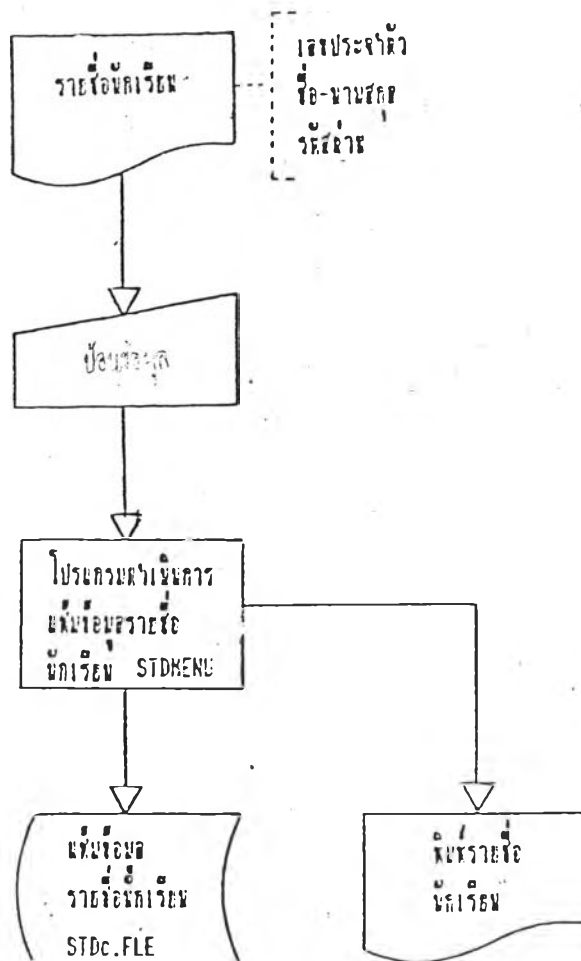 รายชื่อนักเรียน
เลขประจำตัว
ชื่อ-นามสกุล
รหัสผ่าน
ป้อนข้อมูล
โปรแกรมดำเนินการ
แฟ้มข้อมูลรายชื่อ
นักเรียน STDMENU
แฟ้มข้อมูล
รายชื่อนักเรียน
STDc.FLE
พิมพ์รายชื่อ
นักเรียน